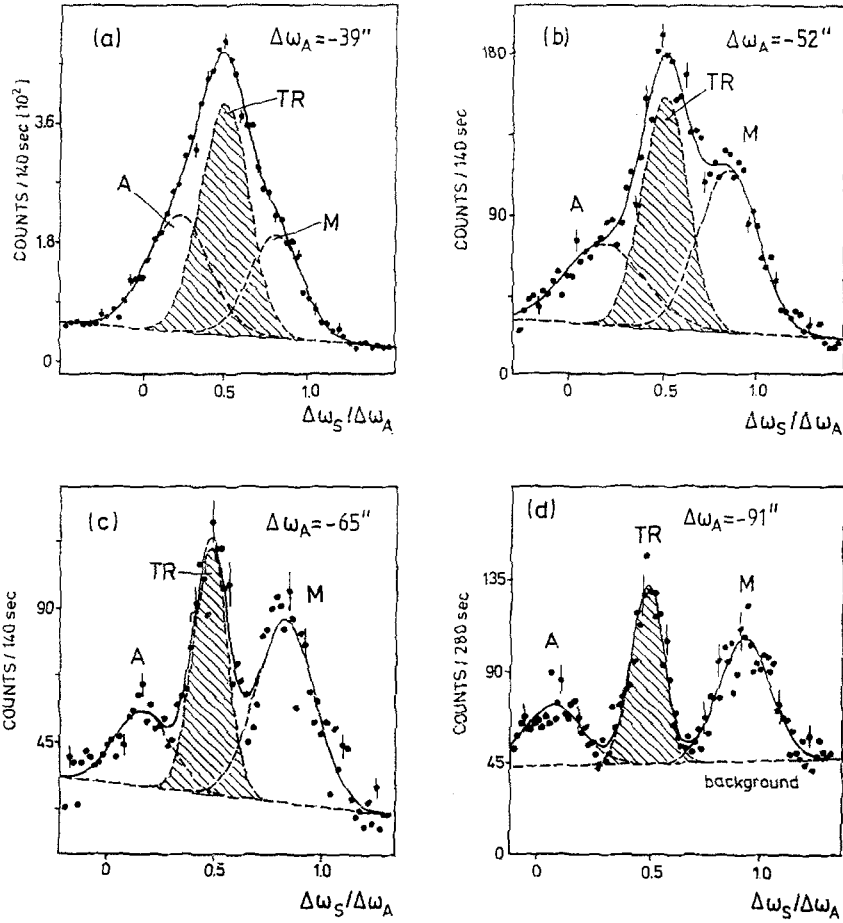 (a) Δω_A = -39"
COUNTS / 140 sec [10²]
3.6
1.8
0
TR
A
M
0 0.5 1.0
Δω_S/Δω_A
(b) Δω_A = -52"
COUNTS / 140 sec
180
90
0
TR
M
A
0 0.5 1.0
Δω_S/Δω_A
(c) Δω_A = -65"
COUNTS / 140 sec
90
45
TR
M
A
0 0.5 1.0
Δω_S/Δω_A
(d) Δω_A = -91"
COUNTS / 280 sec
135
90
45
0
TR
M
A
background
0 0.5 1.0
Δω_S/Δω_A